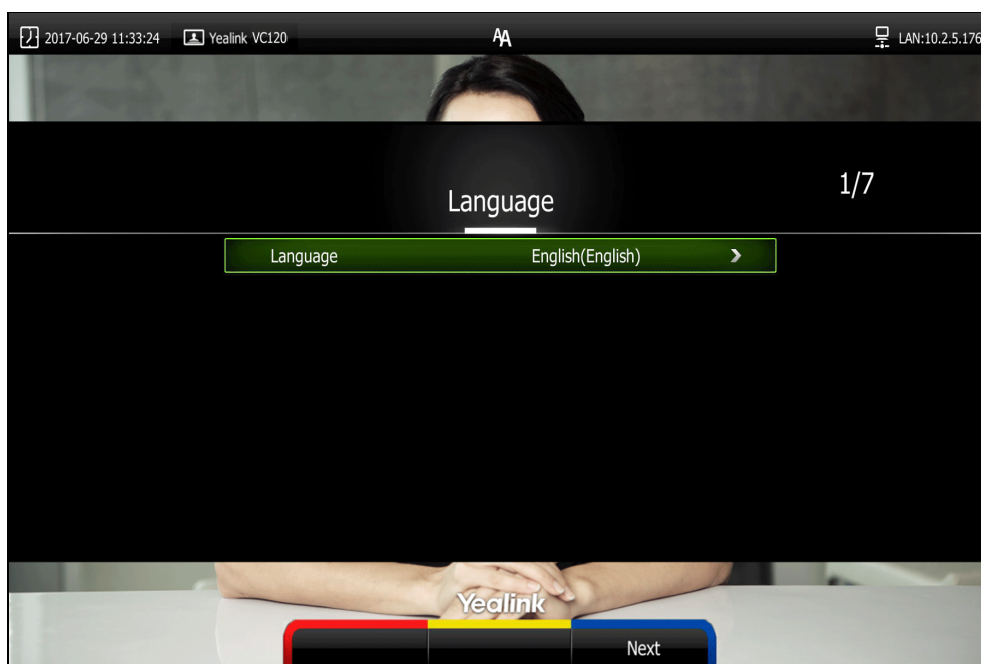 2017-06-29 11:33:24 Yealink VC120 AA LAN:10.2.5.176
Language 1/7
Language English(English)
Yealink
Next